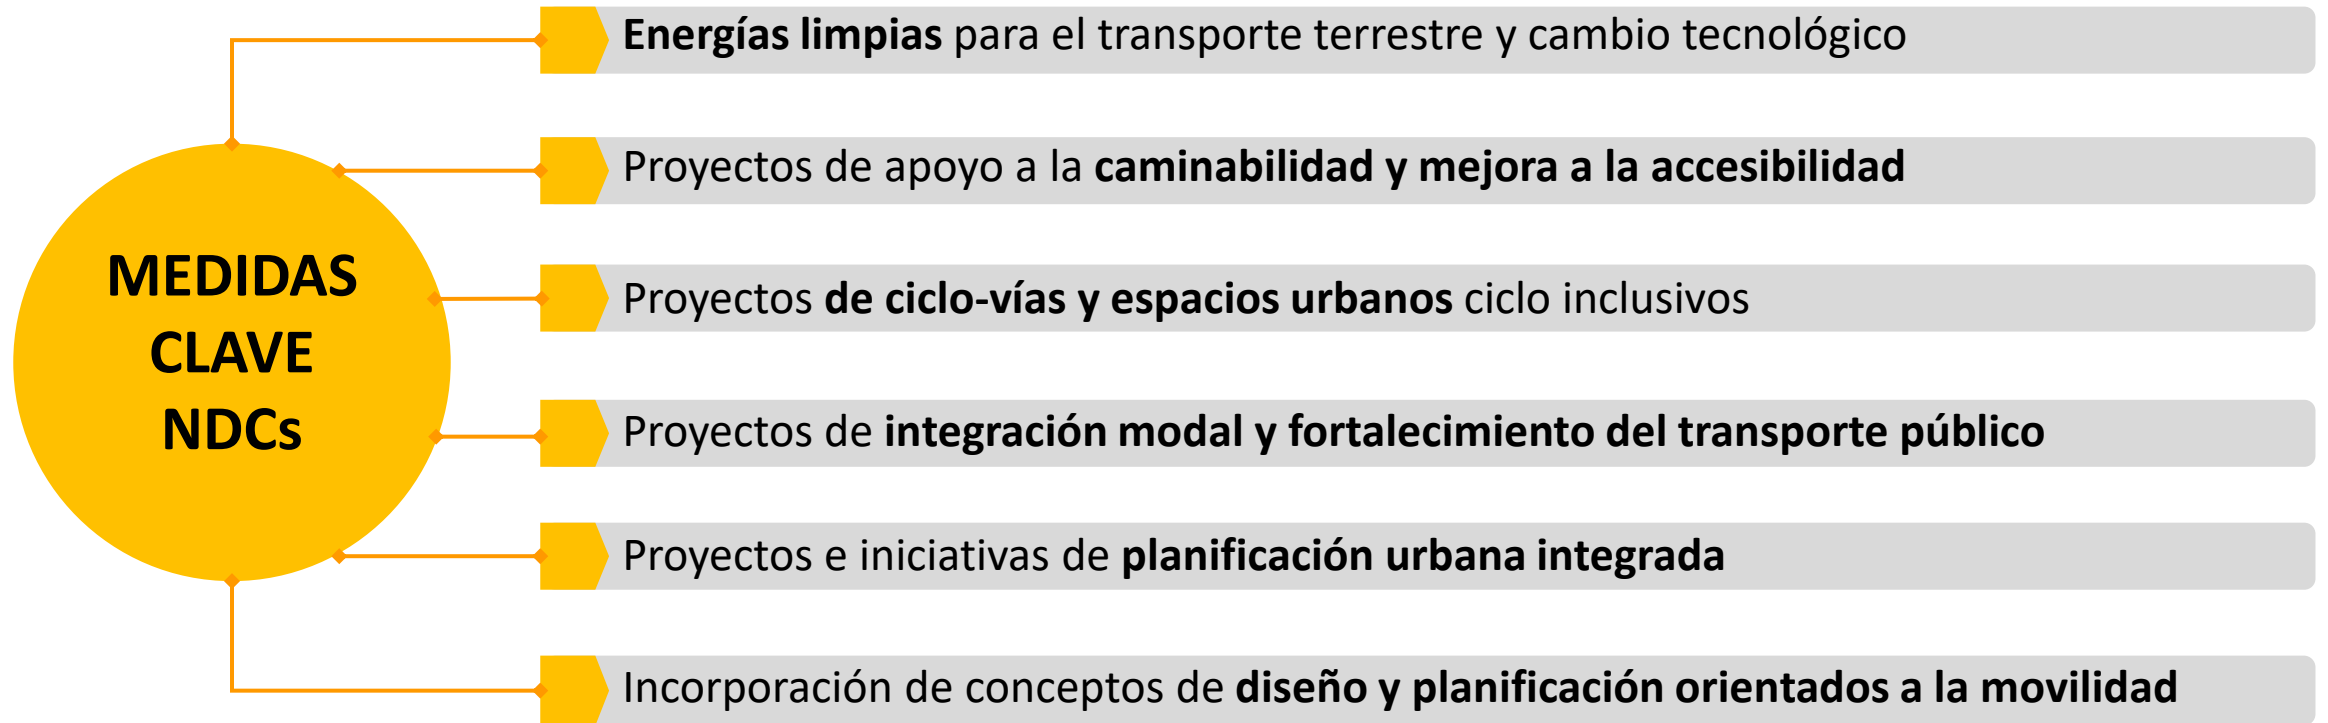 MEDIDAS
CLAVE
NDCs
Energías limpias para el transporte terrestre y cambio tecnológico
Proyectos de apoyo a la caminabilidad y mejora a la accesibilidad
Proyectos de ciclo-vías y espacios urbanos ciclo inclusivos
Proyectos de integración modal y fortalecimiento del transporte público
Proyectos e iniciativas de planificación urbana integrada
Incorporación de conceptos de diseño y planificación orientados a la movilidad